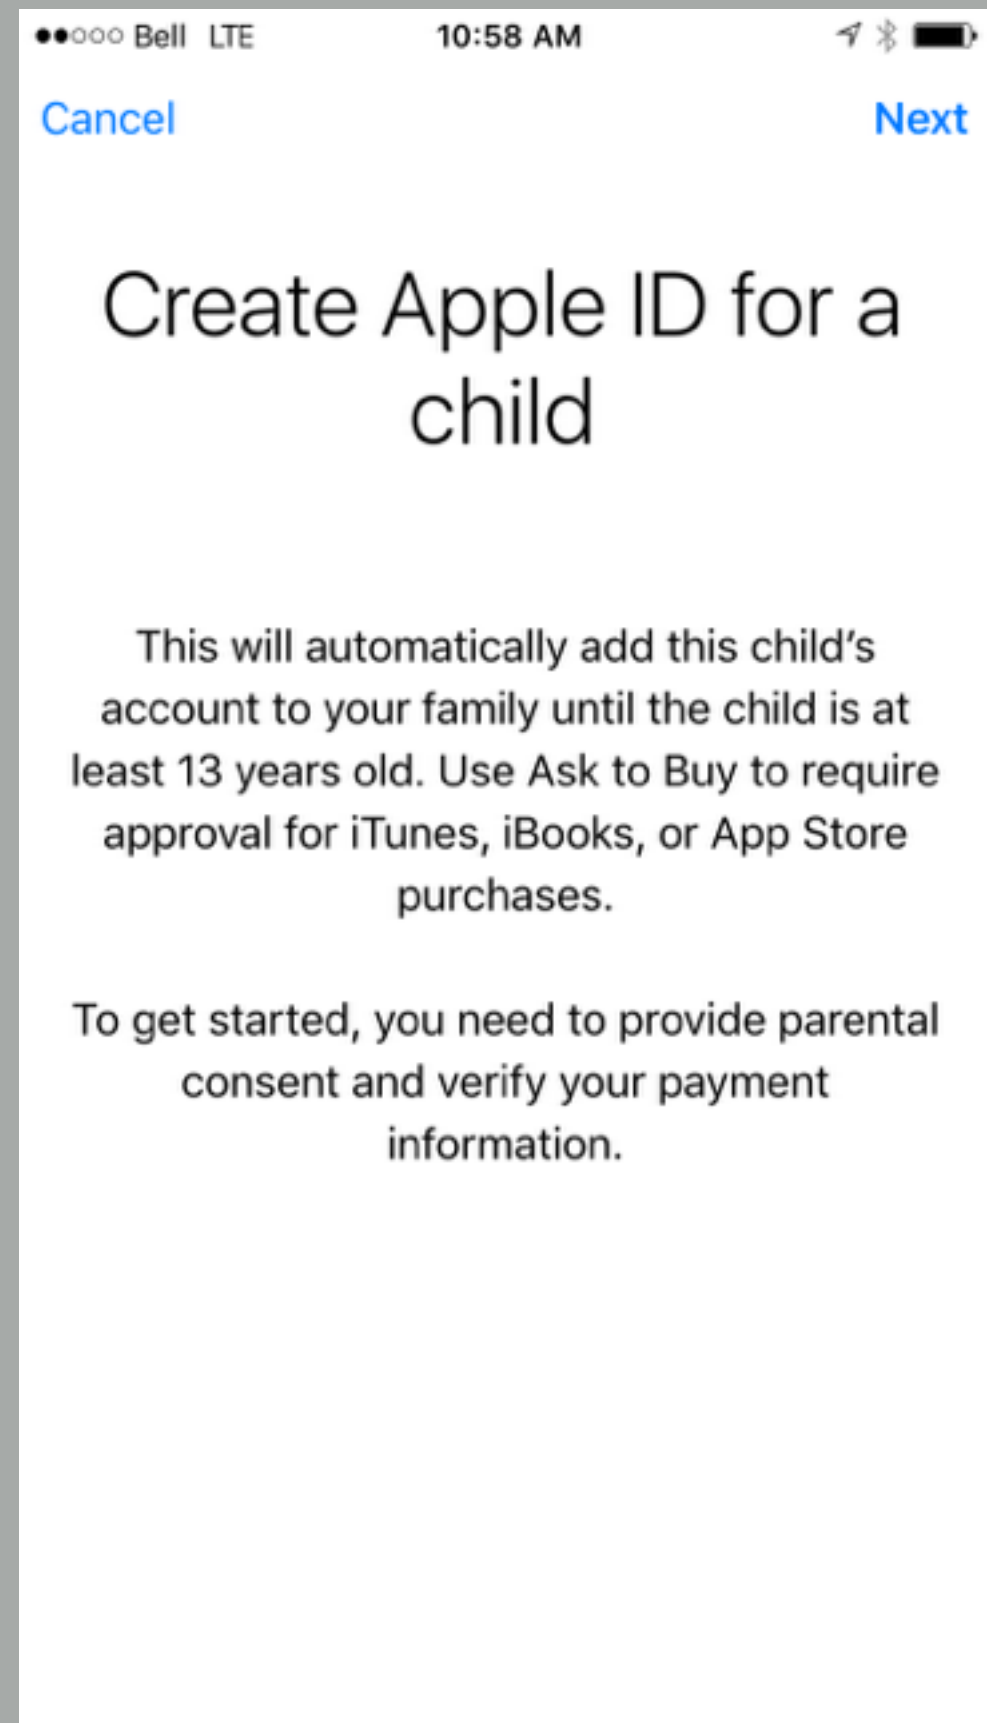 Bell LTE 10:58 AM
Cancel Next
Create Apple ID for a
child
This will automatically add this child's
account to your family until the child is at
least 13 years old. Use Ask to Buy to require
approval for iTunes, iBooks, or App Store
purchases.
To get started, you need to provide parental
consent and verify your payment
information.